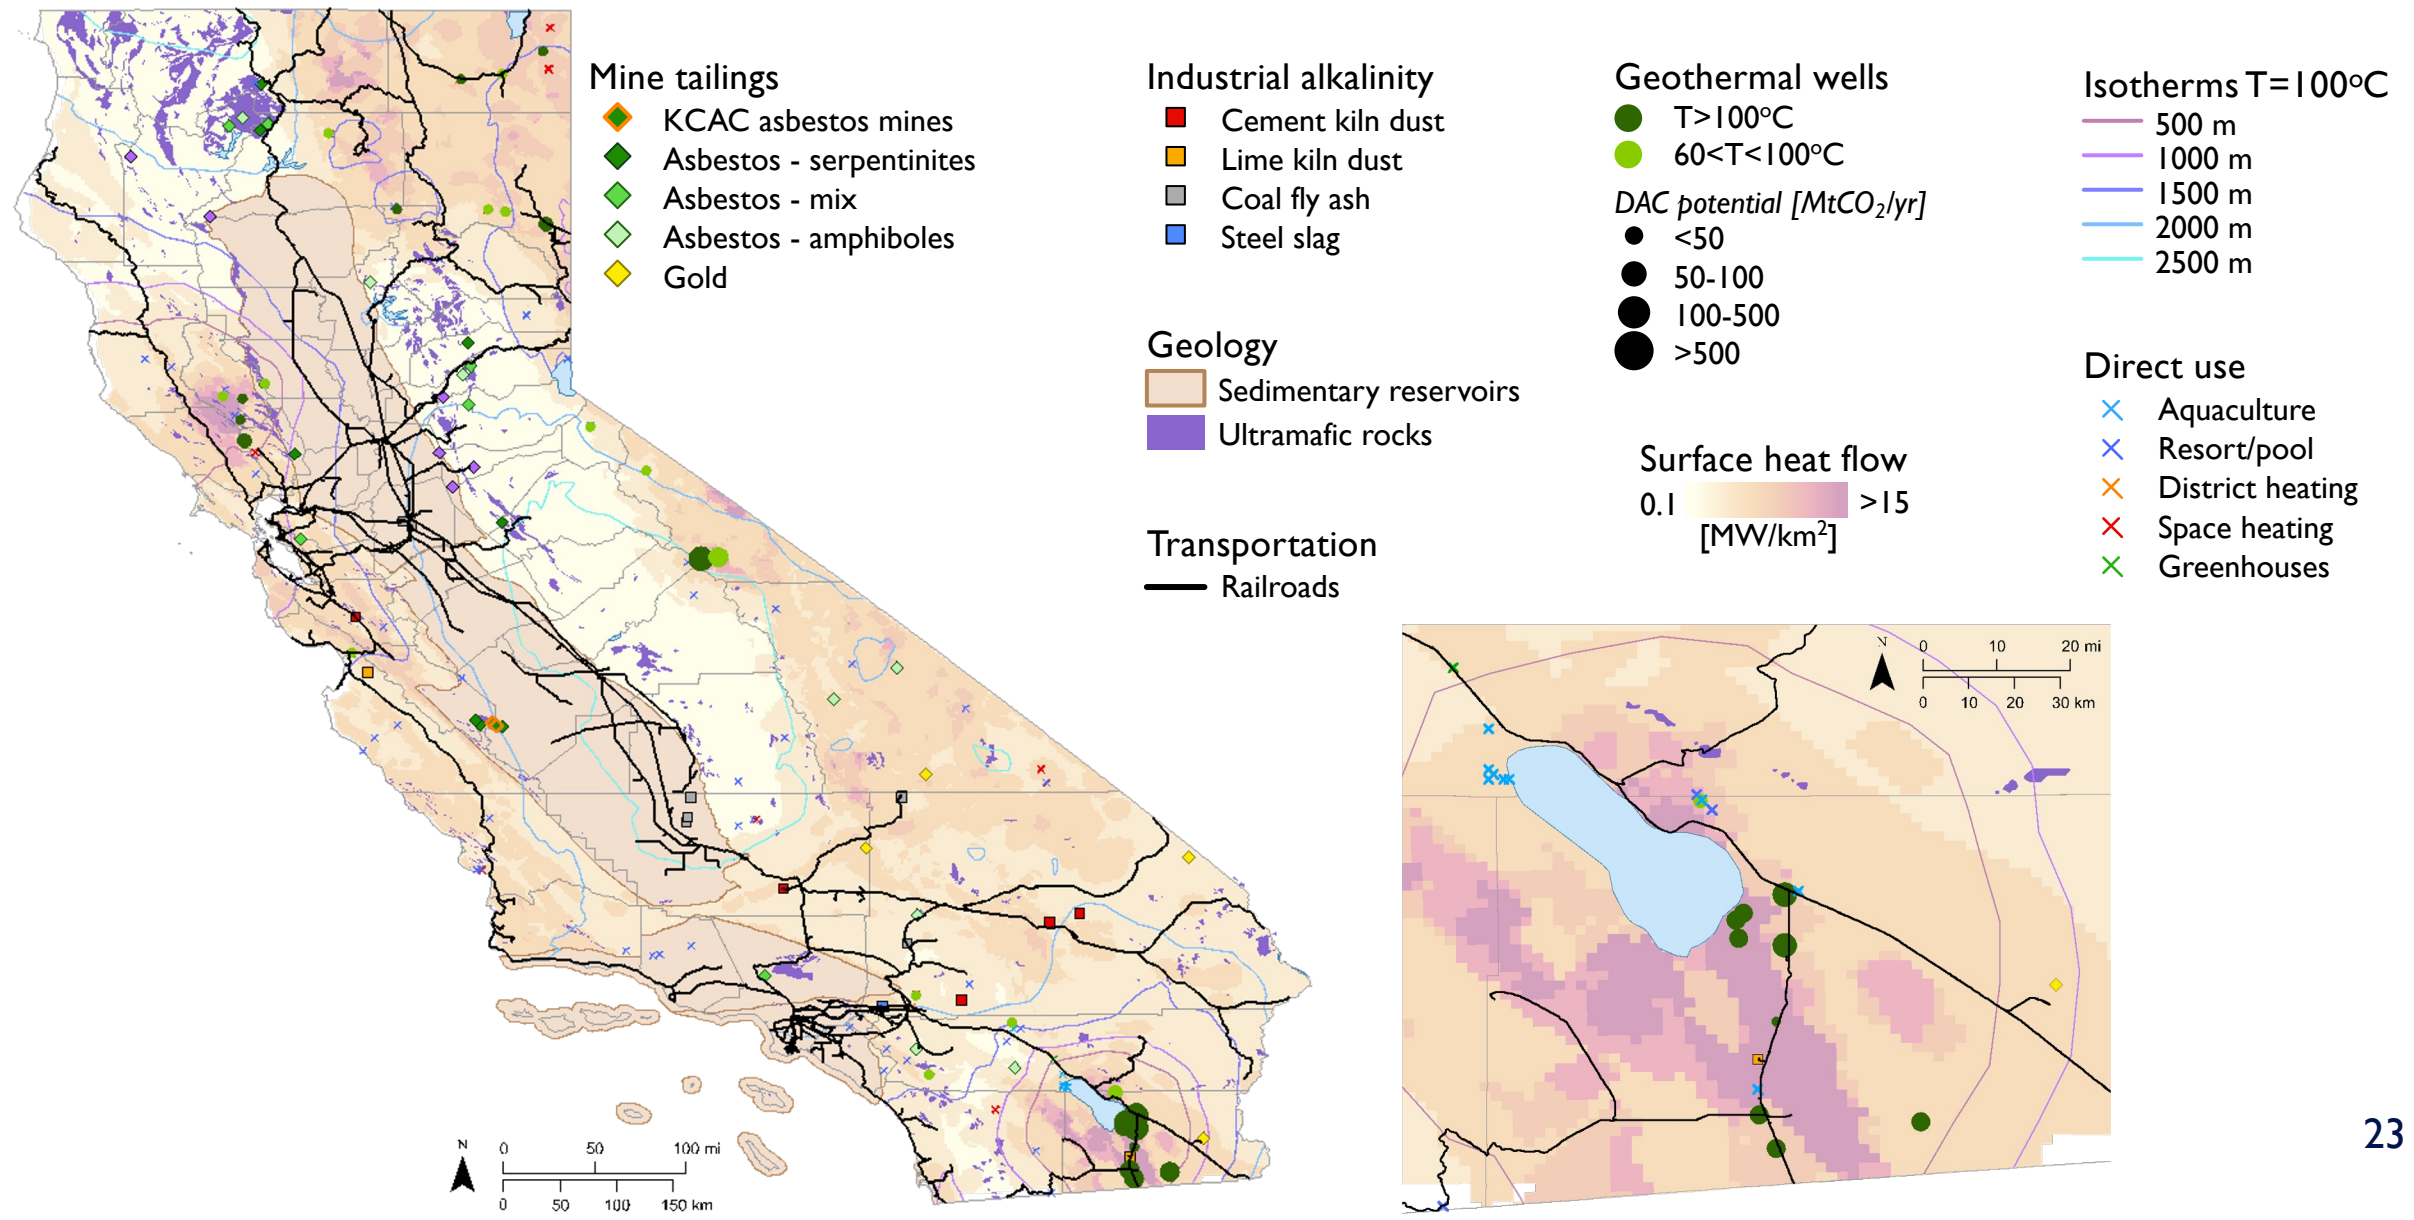 Mine tailings
KCAC asbestos mines
Asbestos - serpentinites
Asbestos - mix
Asbestos - amphiboles
Gold
Industrial alkalinity
Cement kiln dust
Lime kiln dust
Coal fly ash
Steel slag
Geology
Sedimentary reservoirs
Ultramafic rocks
Transportation
Railroads
Geothermal wells
T>100°C
60<T<100°C
DAC potential [MtCO₂/yr]
<50
50-100
100-500
>500
Surface heat flow
0.1 >15
[MW/km²]
Isotherms T=100°C
500 m
1000 m
1500 m
2000 m
2500 m
Direct use
Aquaculture
Resort/pool
District heating
Space heating
Greenhouses
N
0 10 20 mi
0 10 20 30 km
N
0 50 100 mi
0 50 100 150 km
23